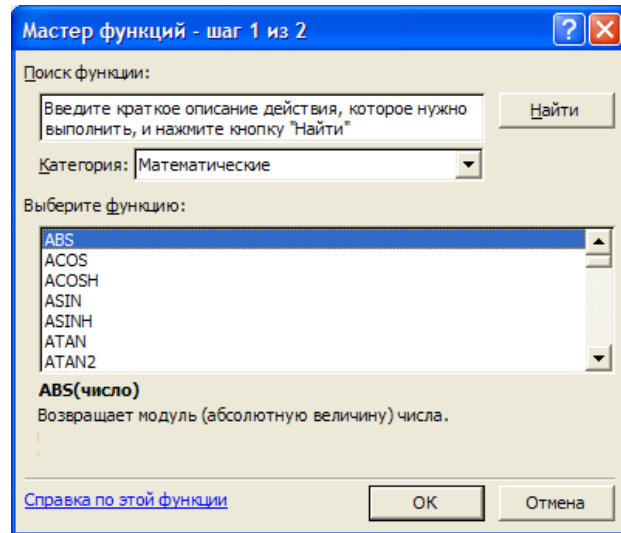 Мастер функций - шаг 1 из 2
Поиск функции:
Введите краткое описание действия, которое нужно
выполнить, и нажмите кнопку "Найти"
Найти
Категория: Математические
Выберите функцию:
ABS
ACOS
ACOSH
ASIN
ASINH
ATAN
ATAN2
ABS(число)
Возвращает модуль (абсолютную величину) числа.
Справка по этой функции
ОК
Отмена